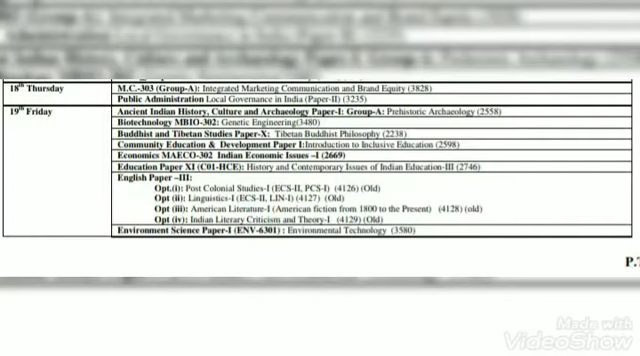 18th Thursday
M.C.-303 (Group-A): Integrated Marketing Communication and Brand Equity (3828)
Public Administration Local Governance in India (Paper-II) (3235)
19th Friday
Ancient Indian History, Culture and Archaeology Paper-I: Group-A: Prehistoric Archaeology (2558)
Biotechnology MBIO-302: Genetic Engineering(3480)
Buddhist and Tibetan Studies Paper-X: Tibetan Buddhist Philosophy (2238)
Community Education & Development Paper I:Introduction to Inclusive Education (2598)
Economics MAECO-302 Indian Economic Issues –I (2669)
Education Paper XI (C01-HCE): History and Contemporary Issues of Indian Education-III (2746)
English Paper –III:
Opt.(i): Post Colonial Studies-I (ECS-II, PCS-I) (4126) (Old)
Opt (ii): Linguistics-I (ECS-II, LIN-I) (4127) (Old)
Opt (iii): American Literature-I (American fiction from 1800 to the Present) (4128) (old)
Opt (iv): Indian Literary Criticism and Theory-I (4129) (Old)
Environment Science Paper-I (ENV-6301) : Environmental Technology (3580)
P.T
Made with
VideoShow